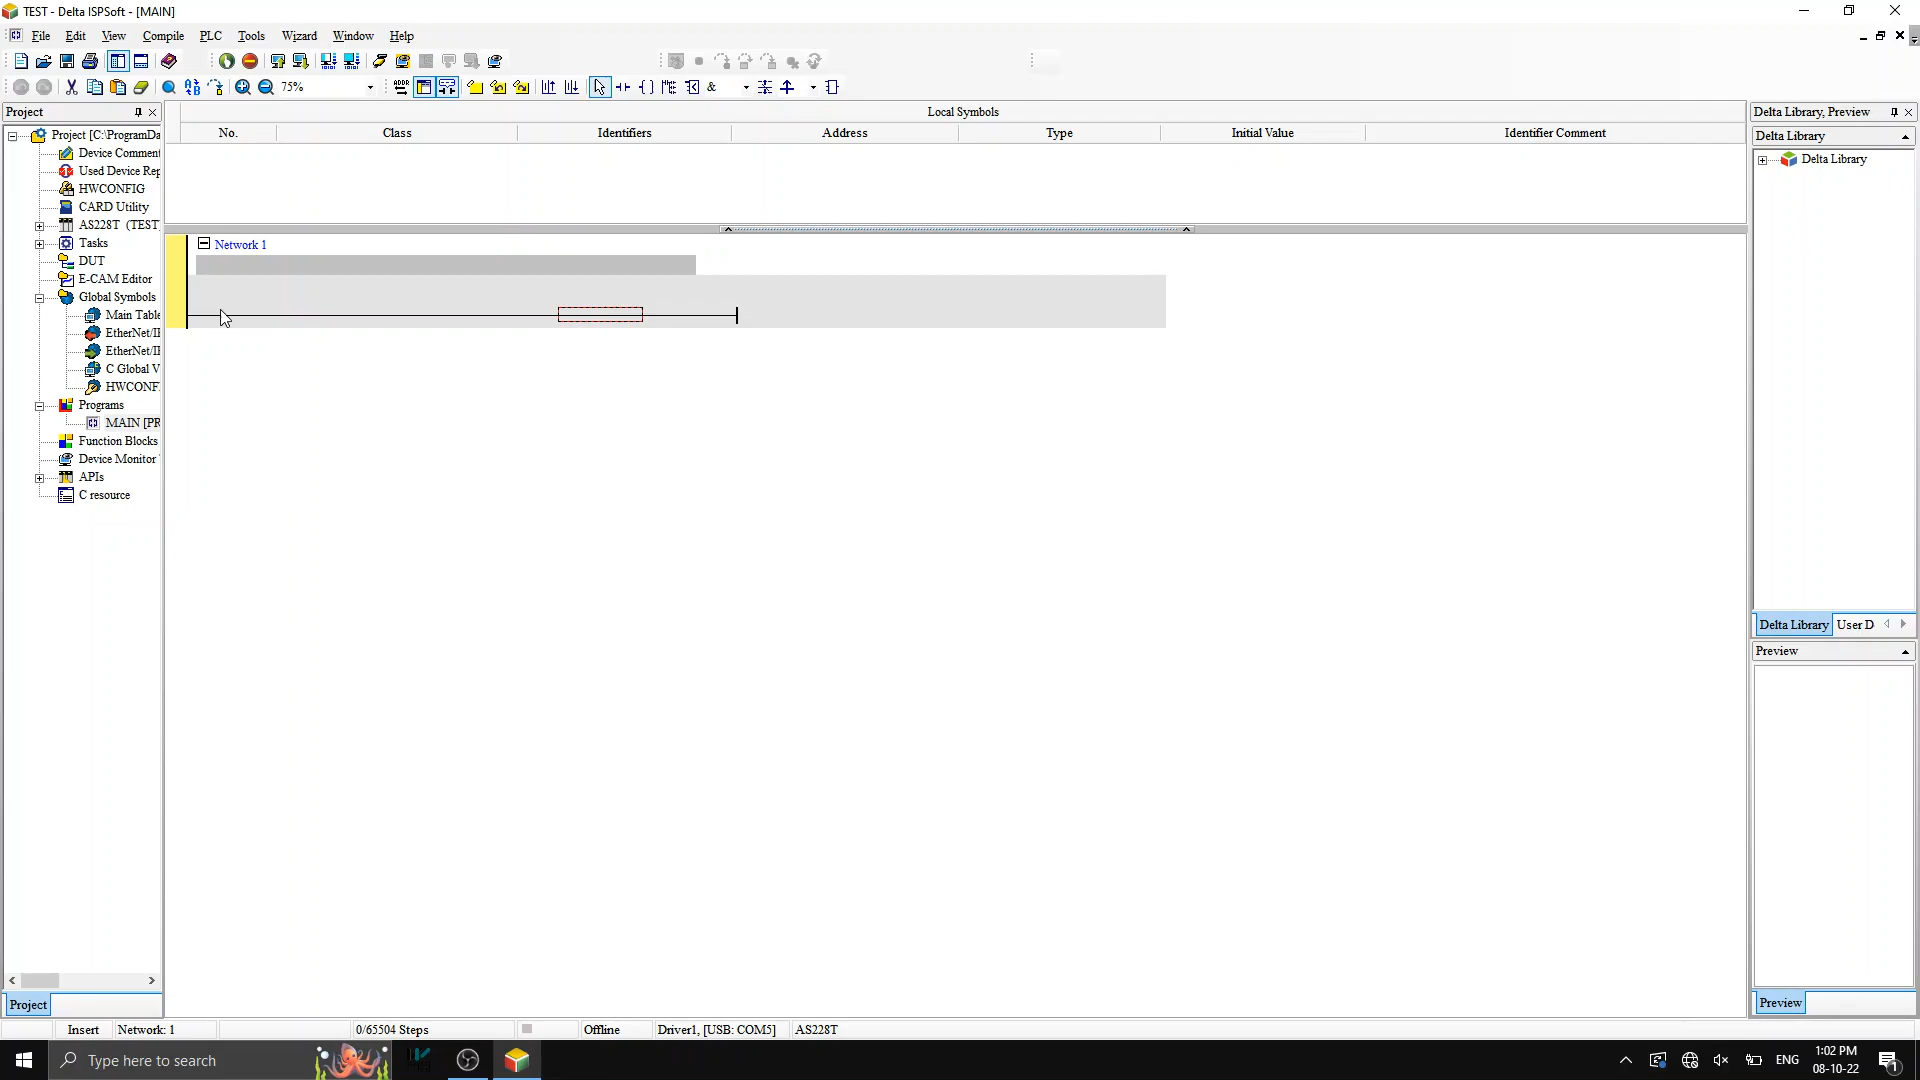 TEST - Delta ISPSoft - [MAIN]
File Edit View Compile PLC Tools Wizard Window Help
75%
&
Project
Project [C:\ProgramDa
Device Comment
Used Device Rep
HWCONFIG
CARD Utility
AS228T (TEST
Tasks
DUT
E-CAM Editor
Global Symbols
Main Table
EtherNet/IP
EtherNet/IP
C Global V
HWCONF
Programs
MAIN [PR
Function Blocks
Device Monitor
APIs
C resource
Project
Local Symbols
No. Class Identifiers Address Type Initial Value Identifier Comment
Network 1
Delta Library, Preview
Delta Library
Delta Library
Delta Library User D
Preview
Preview
Insert Network: 1 0/65504 Steps Offline Driver1, [USB: COM5] AS228T
Type here to search
ENG
1:02 PM
08-10-22
1